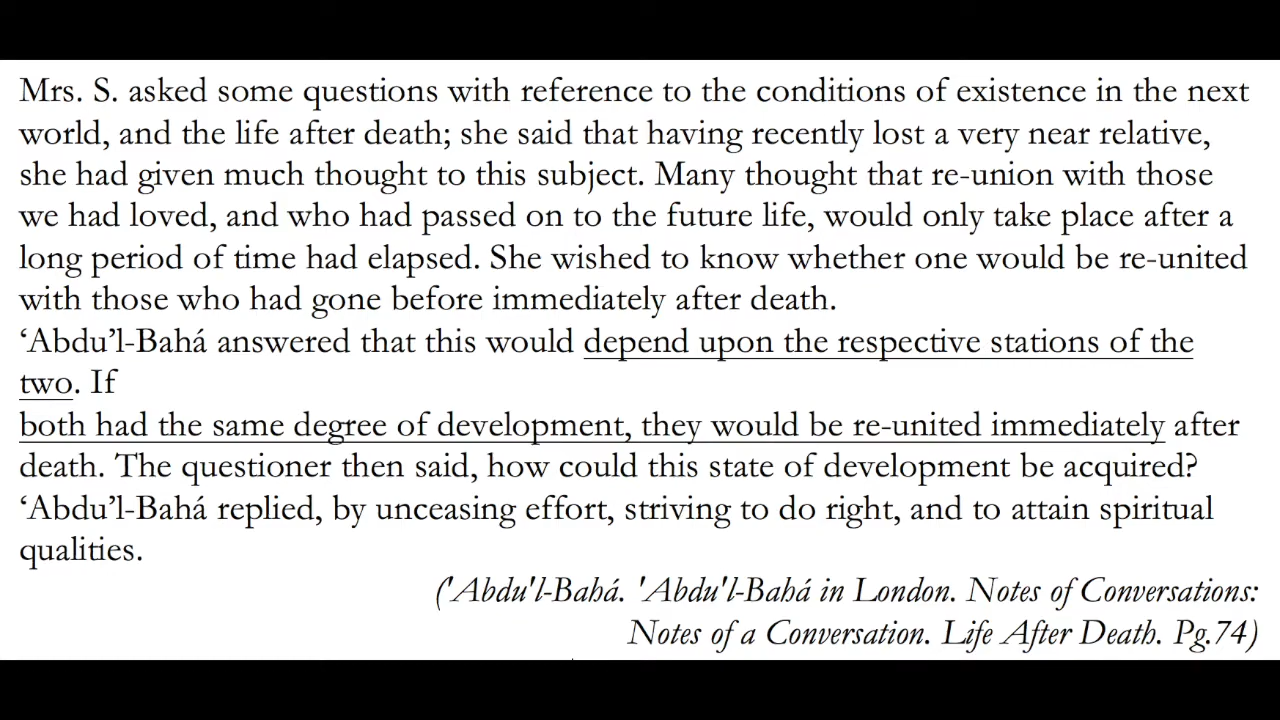 Mrs. S. asked some questions with reference to the conditions of existence in the next
world, and the life after death; she said that having recently lost a very near relative,
she had given much thought to this subject. Many thought that re-union with those
we had loved, and who had passed on to the future life, would only take place after a
long period of time had elapsed. She wished to know whether one would be re-united
with those who had gone before immediately after death.
‘Abdu’l-Bahá answered that this would depend upon the respective stations of the
two. If
both had the same degree of development, they would be re-united immediately after
death. The questioner then said, how could this state of development be acquired?
‘Abdu’l-Bahá replied, by unceasing effort, striving to do right, and to attain spiritual
qualities.
('Abdu'l-Bahá. 'Abdu'l-Bahá in London. Notes of Conversations:
Notes of a Conversation. Life After Death. Pg.74)